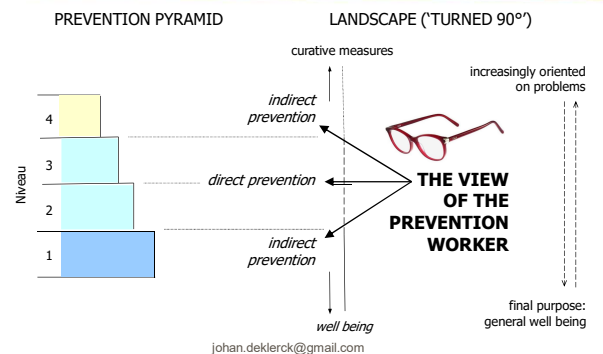 PREVENTION PYRAMID
LANDSCAPE (‘TURNED 90°’)
curative measures
increasingly oriented
on problems
indirect
prevention
4
3
direct prevention
2
THE VIEW
OF THE
PREVENTION
WORKER
Niveau
1
indirect
prevention
final purpose:
general well being
well being
johan.deklerck@gmail.com